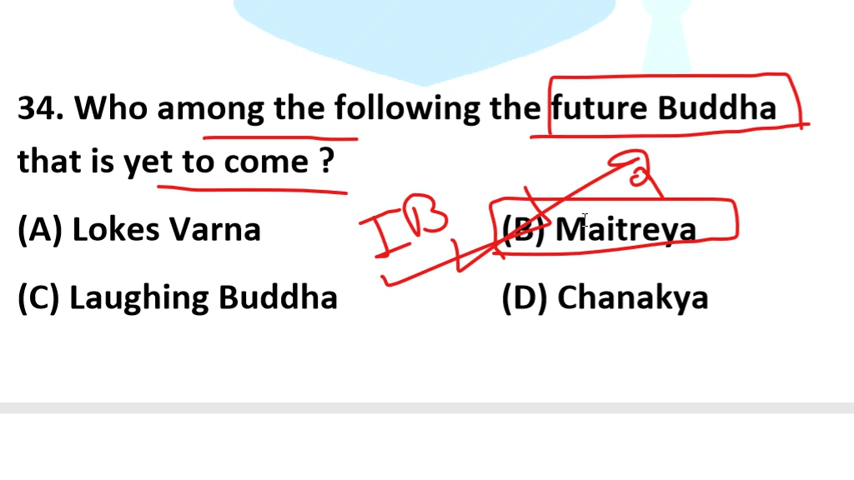 34. Who among the following the future Buddha
that is yet to come ?
(A) Lokes Varna
IB
(B) Maitreya
(C) Laughing Buddha
(D) Chanakya